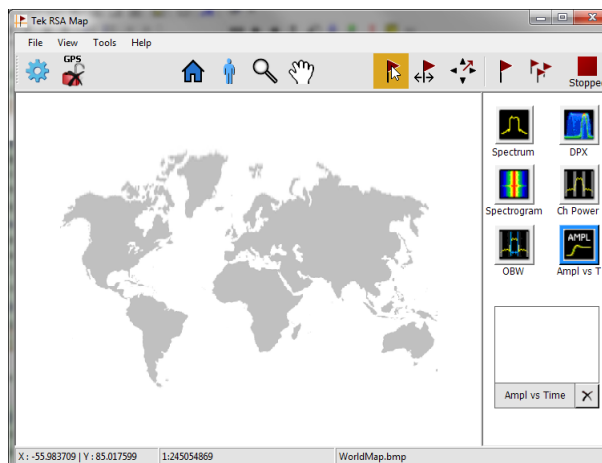 Tek RSA Map
File View Tools Help
GPS
Stopped
Spectrum DPX
Spectrogram Ch Power
AMPL
OBW Ampl vs T
Ampl vs Time
X : -55.983709 | Y : 85.017599 1:245054869 WorldMap.bmp